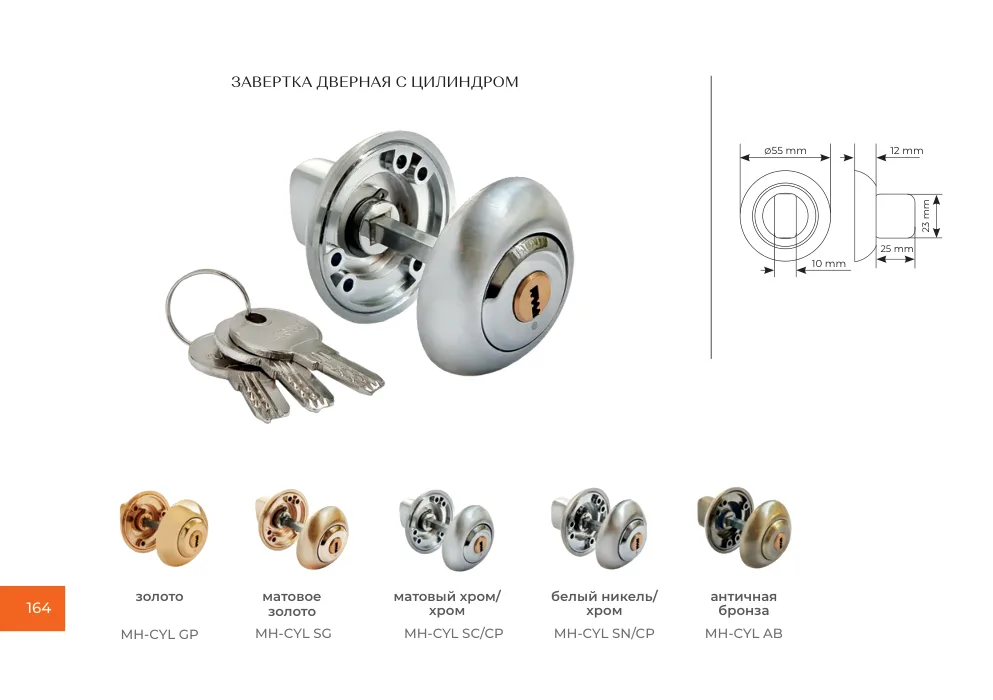 ЗАВЕРТКА ДВЕРНАЯ С ЦИЛИНДРОМ
⌀55 mm
12 mm
23 mm
25 mm
10 mm
золото
MH-CYL GP
матовое
золото
MH-CYL SG
матовый хром/
хром
MH-CYL SC/CP
белый никель/
хром
MH-CYL SN/CP
античная
бронза
MH-CYL AB
164